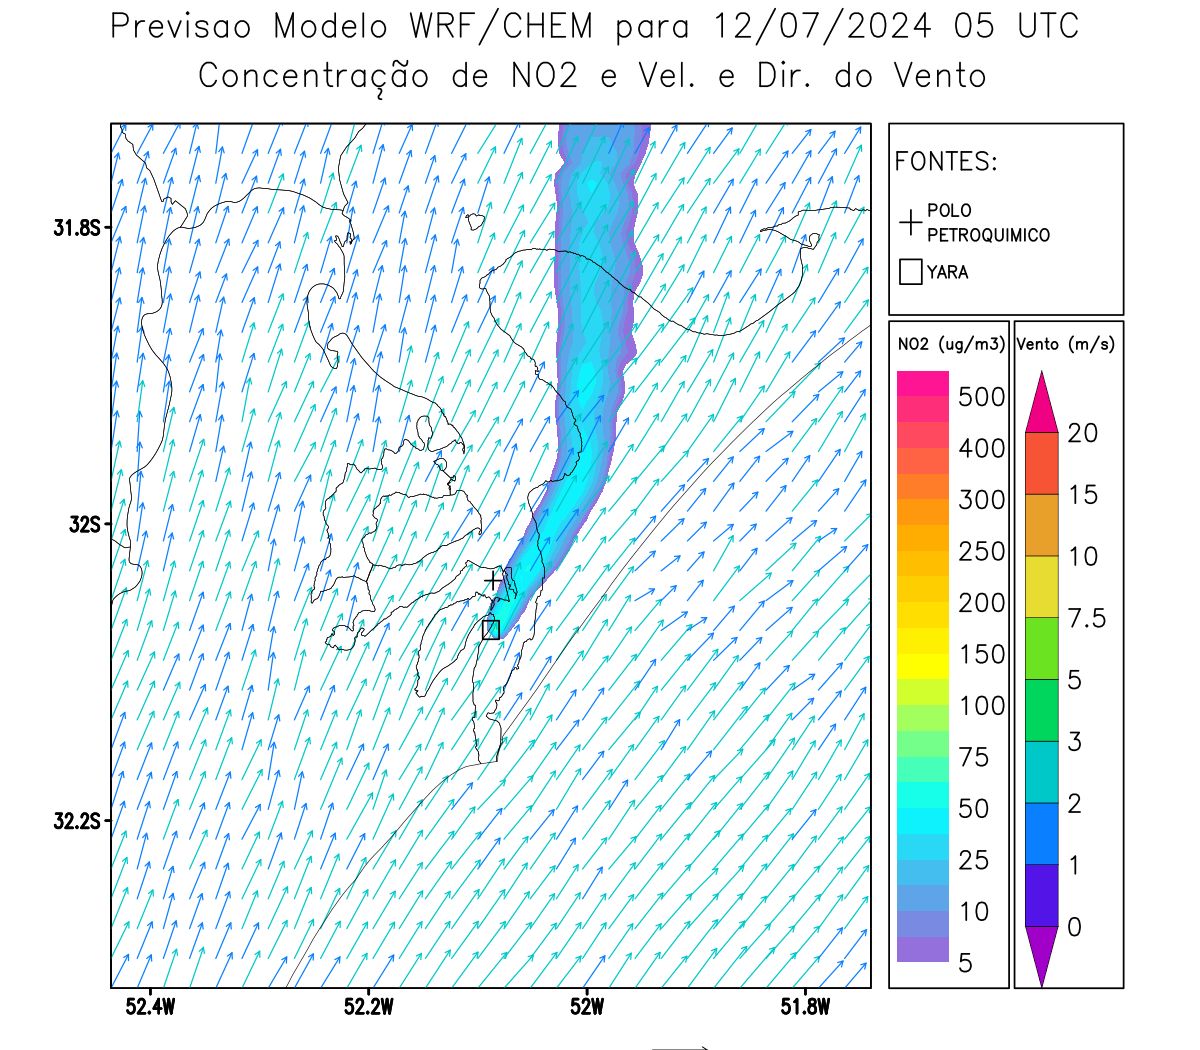 Previsao Modelo WRF/CHEM para 12/07/2024 05 UTC
Concentração de NO2 e Vel. e Dir. do Vento
FONTES:
POLO
PETROQUIMICO
YARA
31.8S
32S
32.2S
52.4W
52.2W
52W
51.8W
NO2 (ug/m3)
500
400
300
250
200
150
100
75
50
25
10
5
Vento (m/s)
20
15
10
7.5
5
3
2
1
0